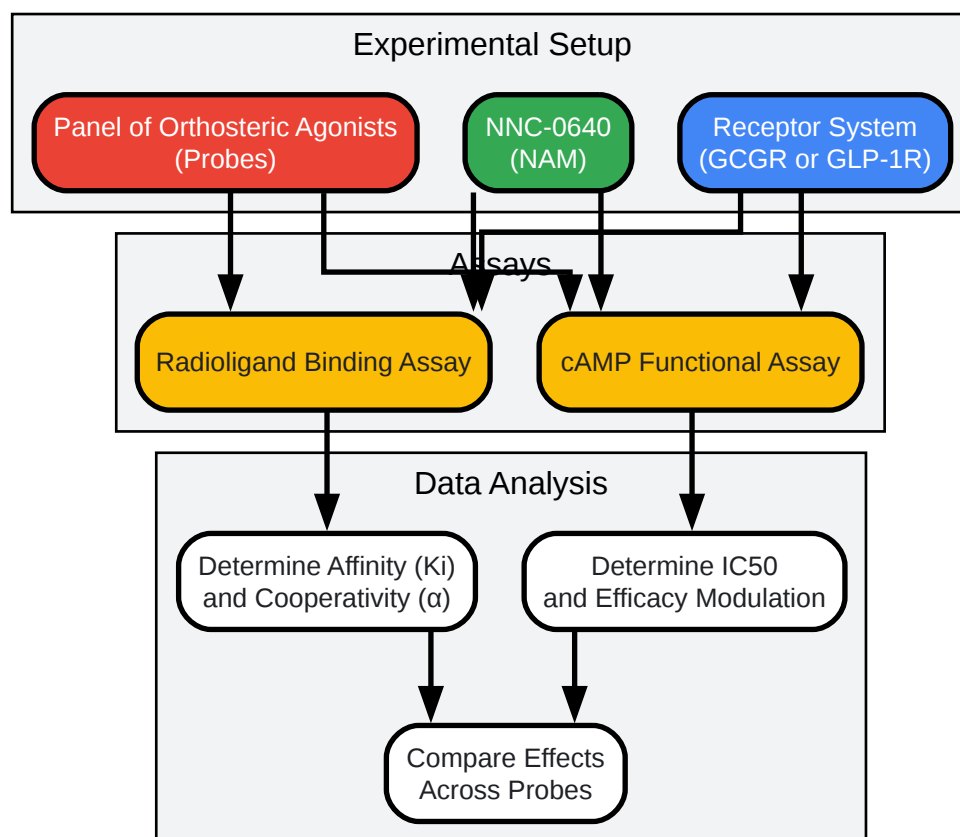 Experimental Setup
Panel of Orthosteric Agonists
(Probes)
NNC-0640
(NAM)
Receptor System
(GCGR or GLP-1R)
Assays
Radioligand Binding Assay
cAMP Functional Assay
Data Analysis
Determine Affinity (Ki)
and Cooperativity (α)
Determine IC50
and Efficacy Modulation
Compare Effects
Across Probes